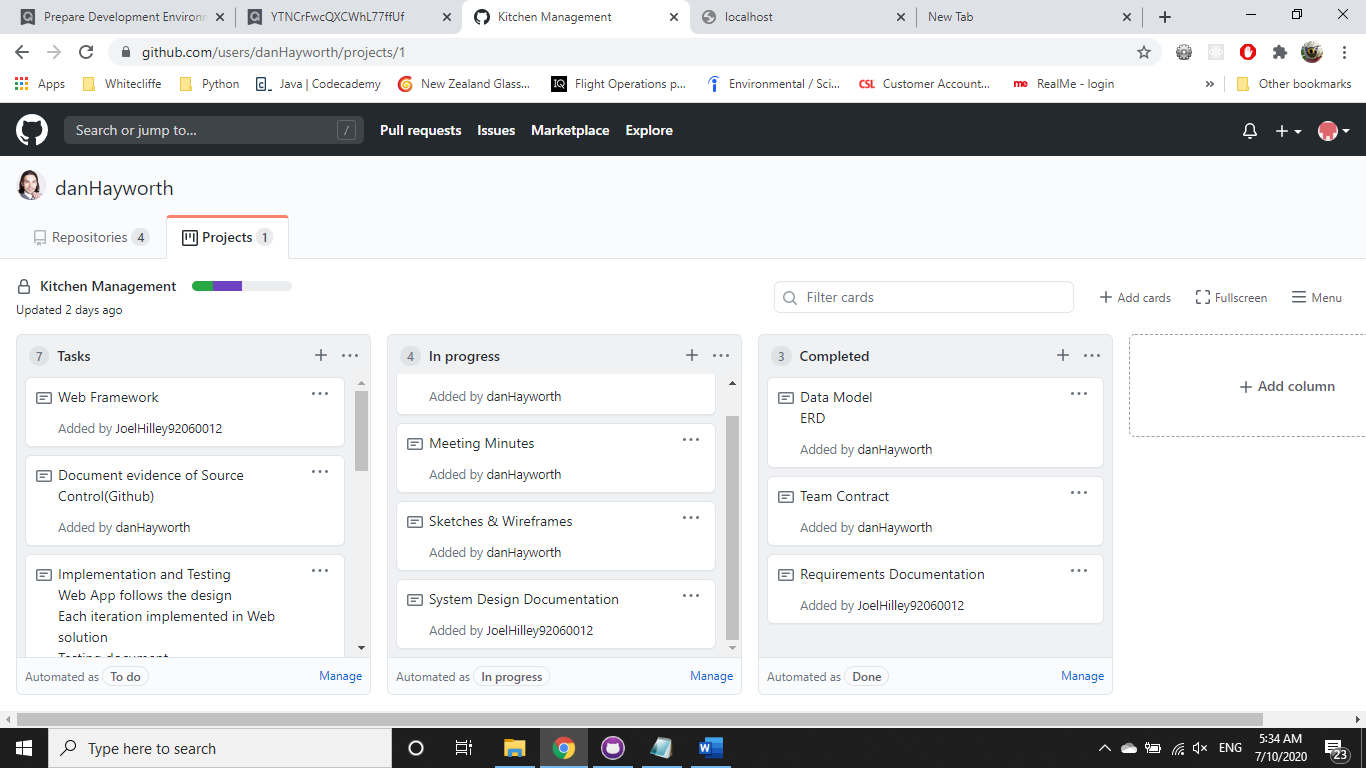 Prepare Development Environ
YTNCrFwcQXCWhL77ffUf
Kitchen Management
localhost
New Tab
github.com/users/danHayworth/projects/1
Apps
Whitecliffe
Python
Java | Codecademy
New Zealand Glass...
IQ
Flight Operations p...
Environmental / Sci...
CSL
Customer Account...
me
RealMe - login
»
Other bookmarks
Search or jump to...
/
Pull requests
Issues
Marketplace
Explore
danHayworth
Repositories 4
Projects 1
Kitchen Management
Updated 2 days ago
Filter cards
Add cards
Fullscreen
Menu
7 Tasks
Web Framework
Added by JoelHilley92060012
Document evidence of Source
Control(Github)
Added by danHayworth
Implementation and Testing
Web App follows the design
Each iteration implemented in Web
solution
Testing document
Automated as To do
Manage
4 In progress
Added by danHayworth
Meeting Minutes
Added by danHayworth
Sketches & Wireframes
Added by danHayworth
System Design Documentation
Added by JoelHilley92060012
Automated as In progress
Manage
3 Completed
Data Model
ERD
Added by danHayworth
Team Contract
Added by danHayworth
Requirements Documentation
Added by JoelHilley92060012
Automated as Done
Manage
+ Add column
Type here to search
ENG
5:34 AM
7/10/2020
23